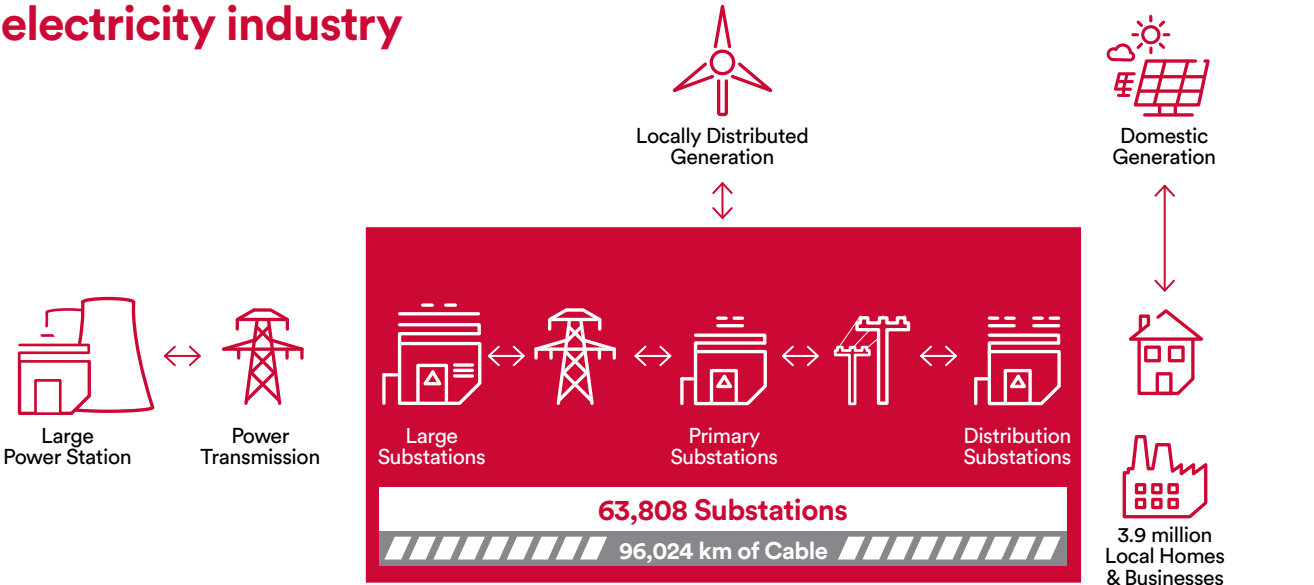 electricity industry
Locally Distributed
Generation
Domestic
Generation
Large
Power Station
Power
Transmission
Large
Substations
Primary
Substations
Distribution
Substations
63,808 Substations
96,024 km of Cable
3.9 million
Local Homes
& Businesses